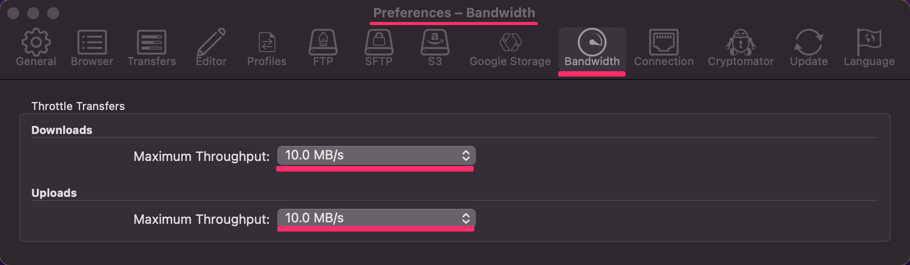 Preferences – Bandwidth
General Browser Transfers Editor Profiles FTP SFTP S3 Google Storage Bandwidth Connection Cryptomator Update Language
Throttle Transfers
Downloads
Maximum Throughput: 10.0 MB/s
Uploads
Maximum Throughput: 10.0 MB/s